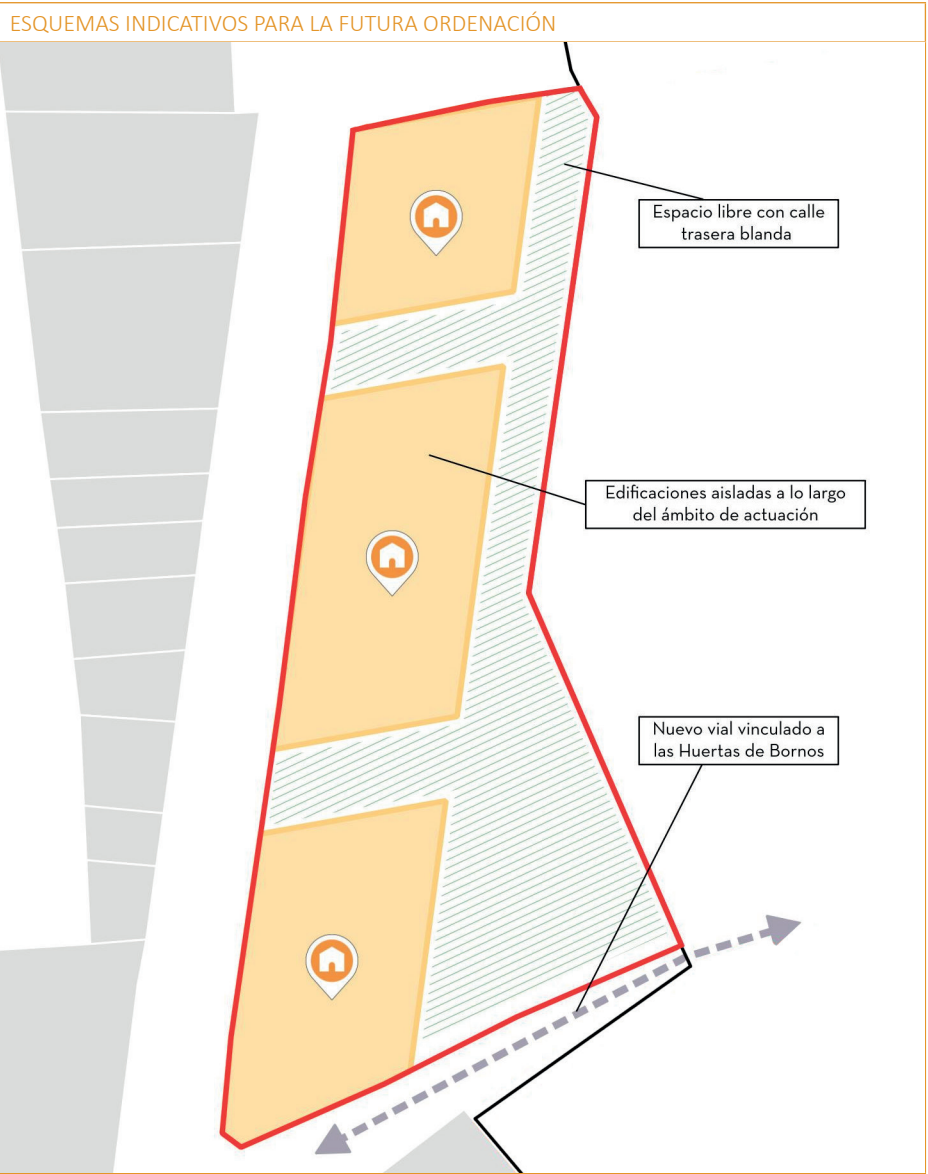 ESQUEMAS INDICATIVOS PARA LA FUTURA ORDENACIÓN
Espacio libre con calle
trasera blanda
Edificaciones aisladas a lo largo
del ámbito de actuación
Nuevo vial vinculado a
las Huertas de Bornos